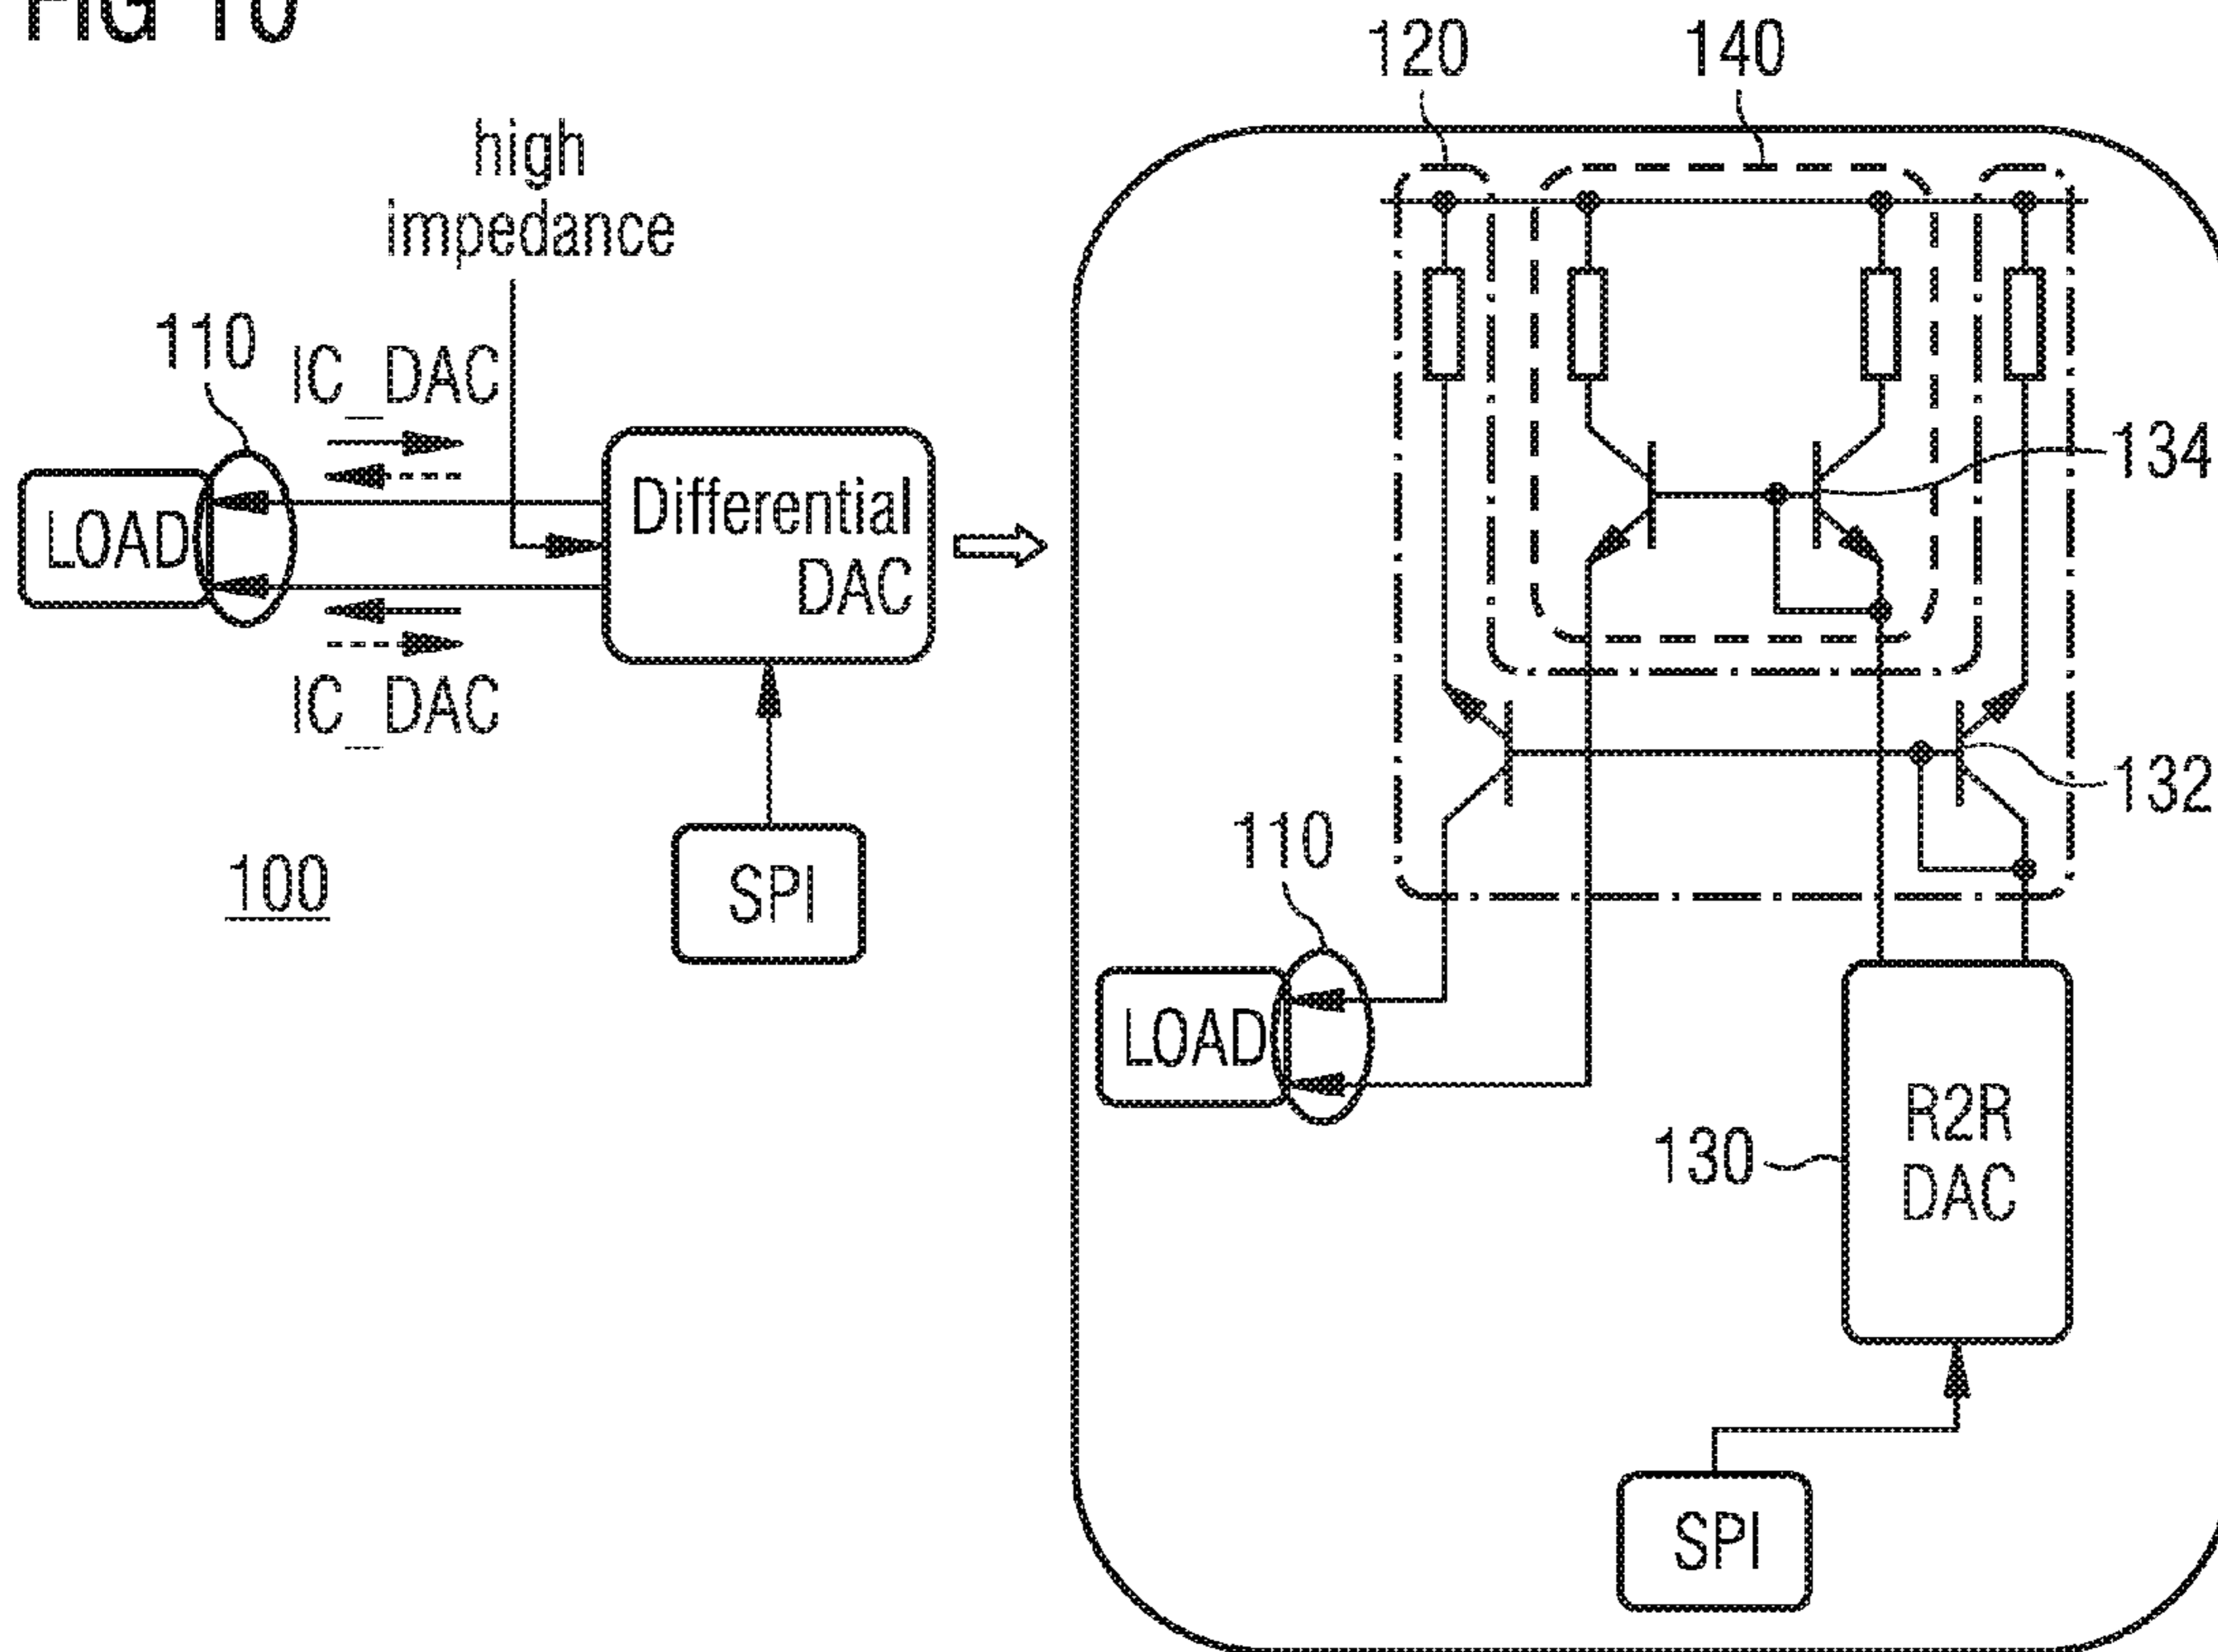 FIG 10
120
140
high
impedance
110
IC_DAC
134
LOAD
Differential
DAC
IC_DAC
132
110
100
SPI
LOAD
R2R
DAC
130
SPI